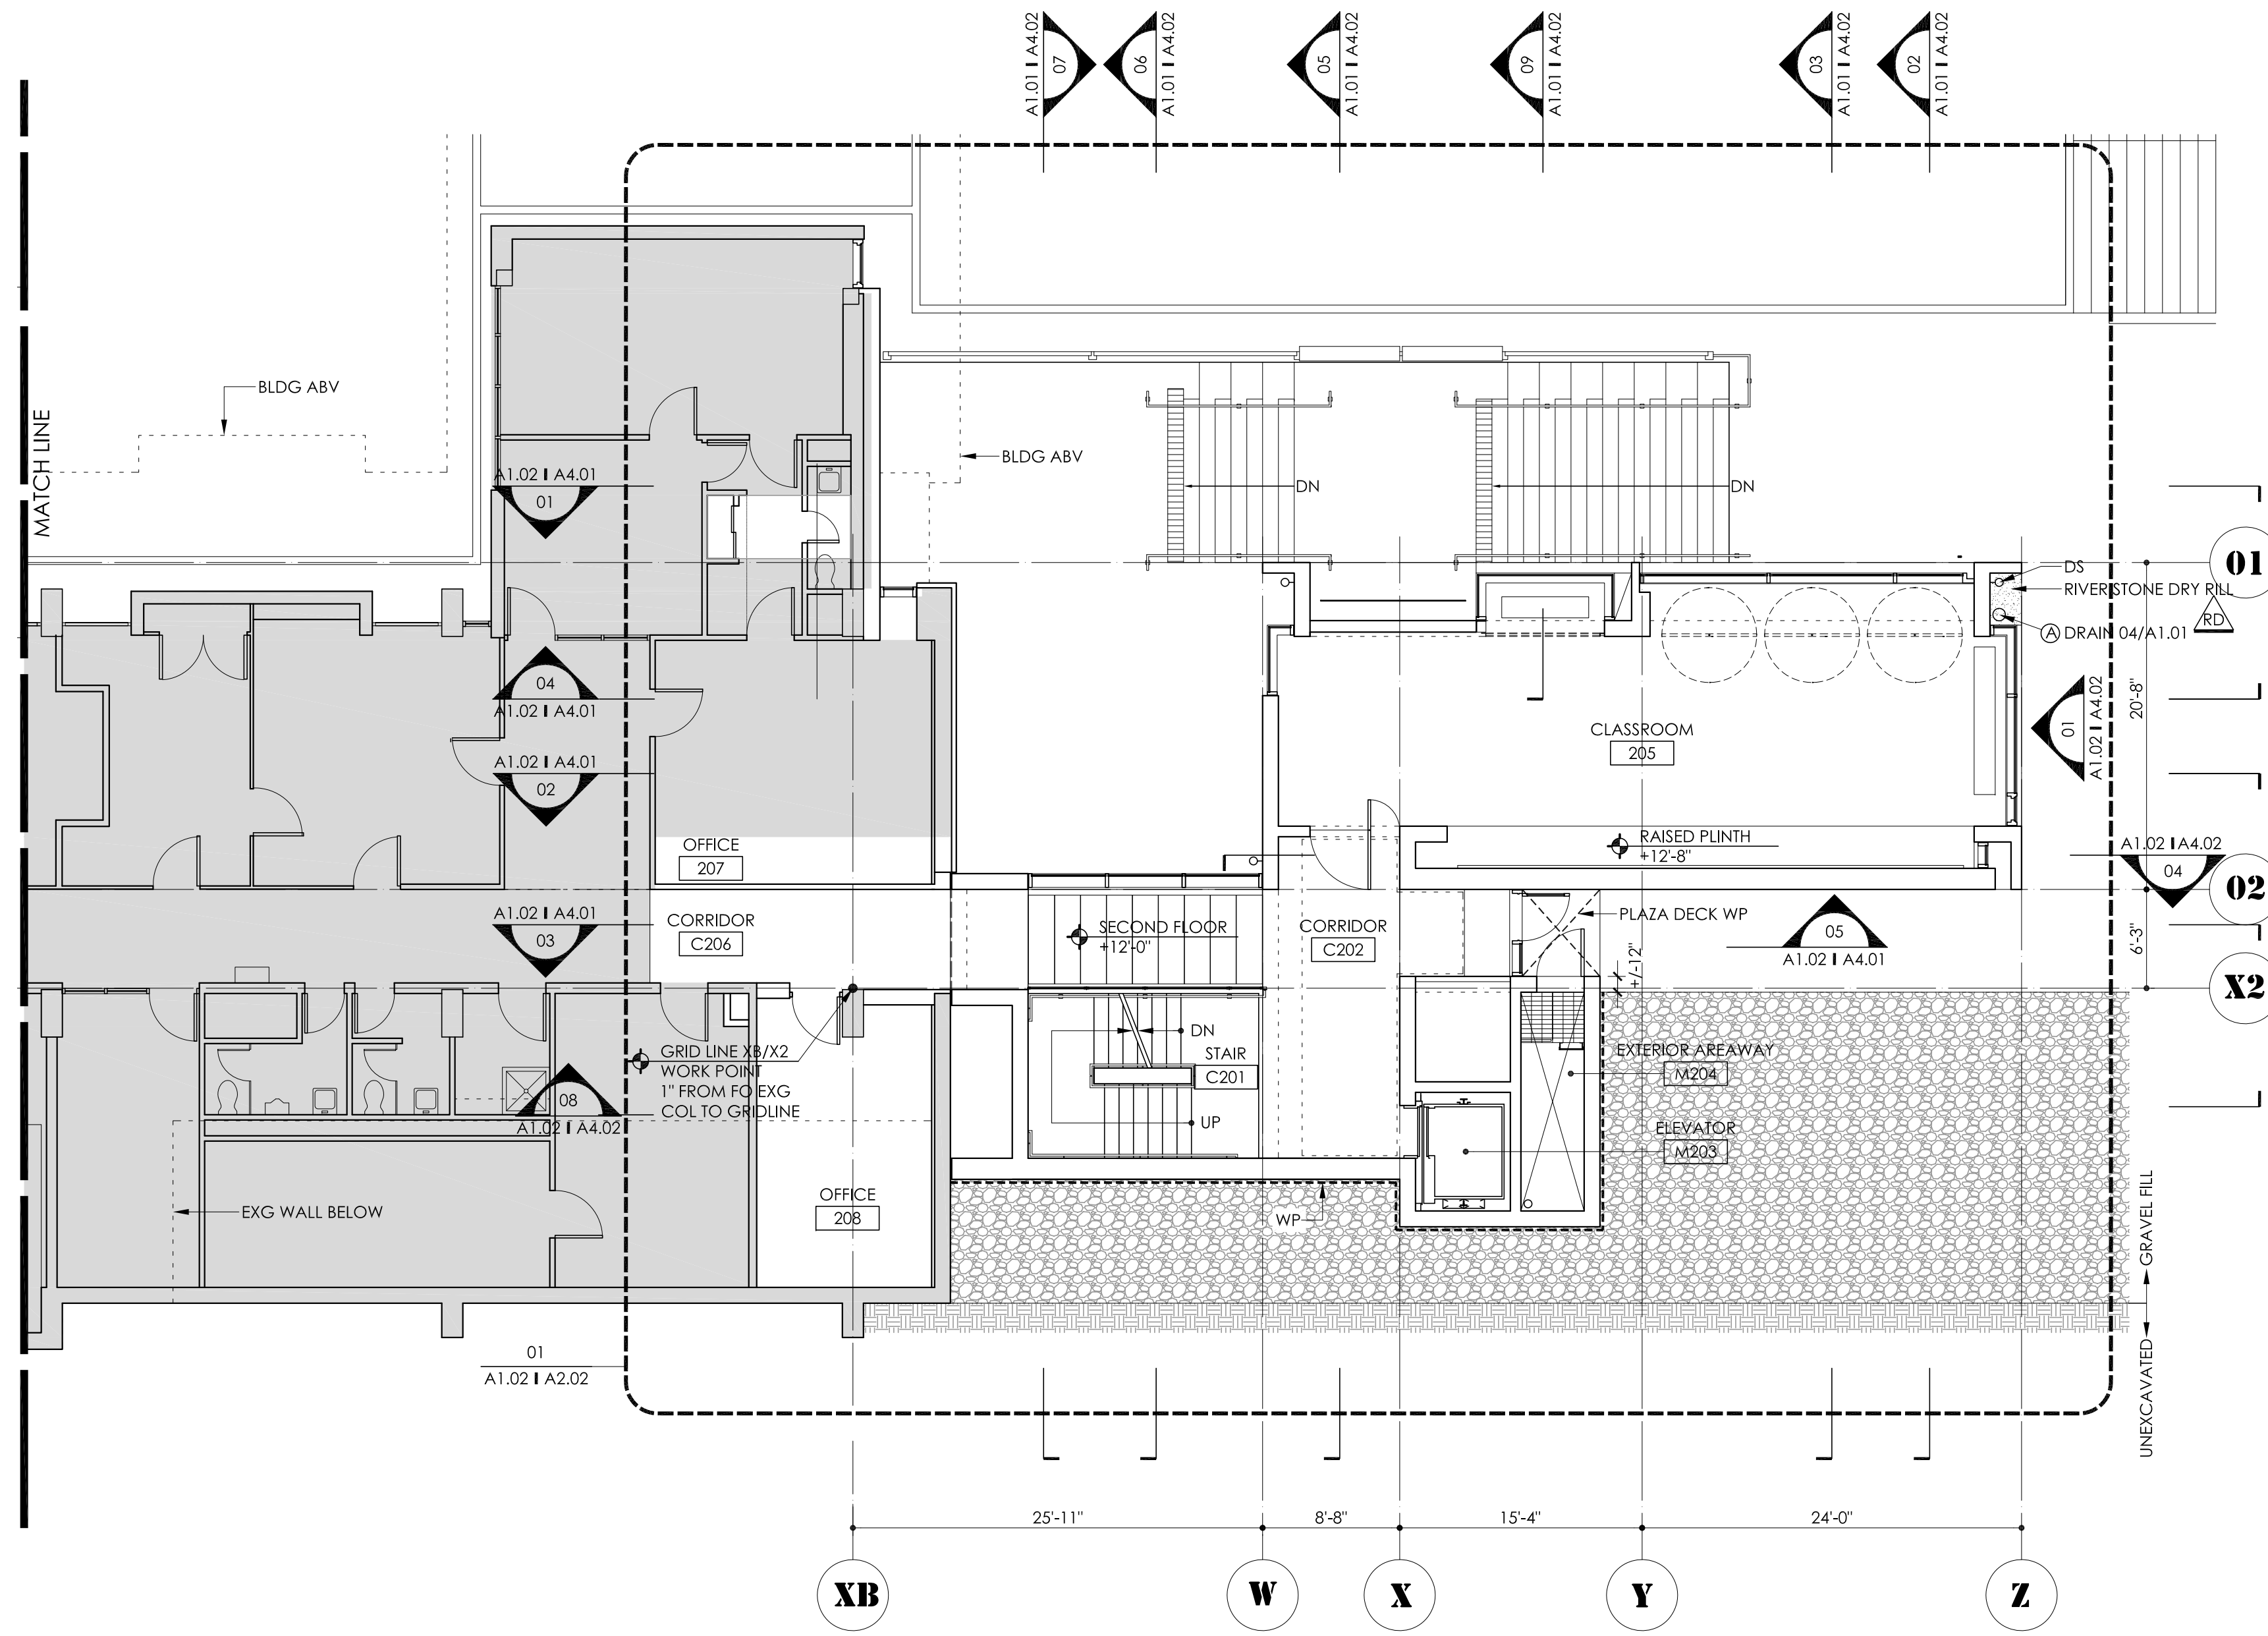 A1.01 | A4.02
07
06
A1.01 | A4.02
05
A1.01 | A4.02
09
A1.01 | A4.02
03
A1.01 | A4.02
02
A1.01 | A4.02
MATCH LINE
BLDG ABV
BLDG ABV
A1.02 | A4.01
01
DN
DN
01
DS
RIVER STONE DRY RILL
RD
A DRAIN 04/A1.01
04
A1.02 | A4.01
20'-8"
01
A1.02 | A4.02
CLASSROOM
205
A1.02 | A4.01
02
OFFICE
207
RAISED PLINTH
+12'-8"
A1.02 | A4.02
04
02
A1.02 | A4.01
03
CORRIDOR
C206
SECOND FLOOR
+12'-0"
CORRIDOR
C202
PLAZA DECK WP
05
A1.02 | A4.01
6'-3"
+/-12"
X2
GRID LINE XB/X2
WORK POINT
1" FROM FO EXG
COL TO GRIDLINE
DN
STAIR
C201
UP
EXTERIOR AREAWAY
M204
ELEVATOR
M203
08
A1.02 | A4.02
EXG WALL BELOW
OFFICE
208
WP
GRAVEL FILL
UNEXCAVATED
01
A1.02 | A2.02
25'-11"
8'-8"
15'-4"
24'-0"
XB
W
X
Y
Z